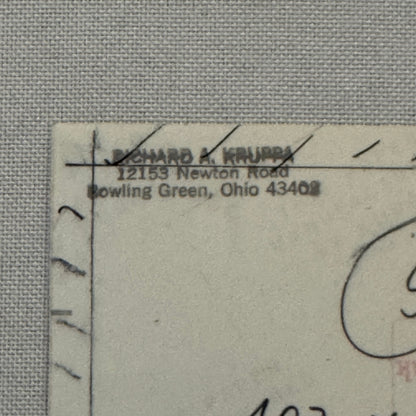 RICHARD A. KRUPPA
12153 Newton Road
Bowling Green, Ohio 43402